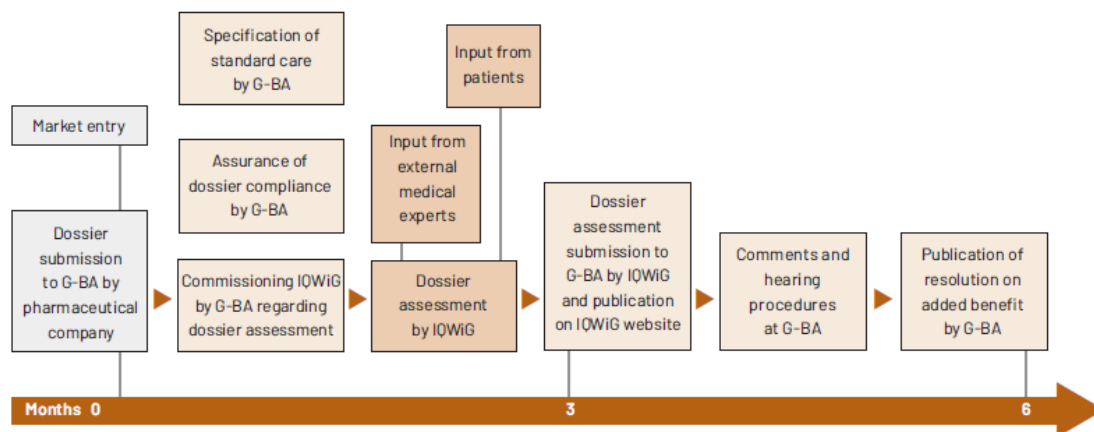 Market entry
Dossier
submission
to G-BA by
pharmaceutical
company
Specification of
standard care
by G-BA
Assurance of
dossier compliance
by G-BA
Commissioning IQWiG
by G-BA regarding
dossier assessment
Input from
external
medical
experts
Input from
patients
Dossier
assessment
by IQWiG
Dossier
assessment
submission to
G-BA by IQWiG
and publication
on IQWiG website
Comments and
hearing
procedures
at G-BA
Publication of
resolution on
added benefit
by G-BA
Months 0 3 6